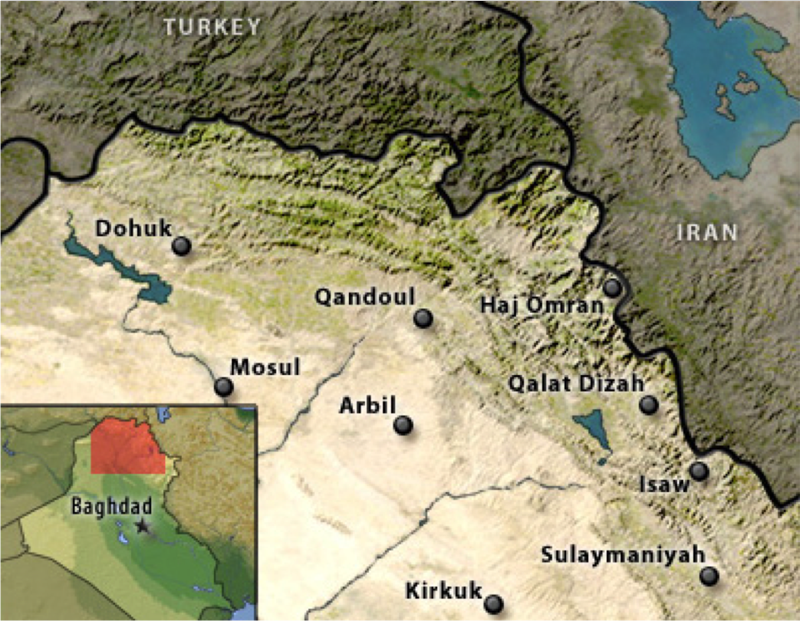 TURKEY
IRAN
Dohuk
Qandoul
Haj Omran
Mosul
Qalat Dizah
Arbil
Isaw
Baghdad
Sulaymaniyah
Kirkuk